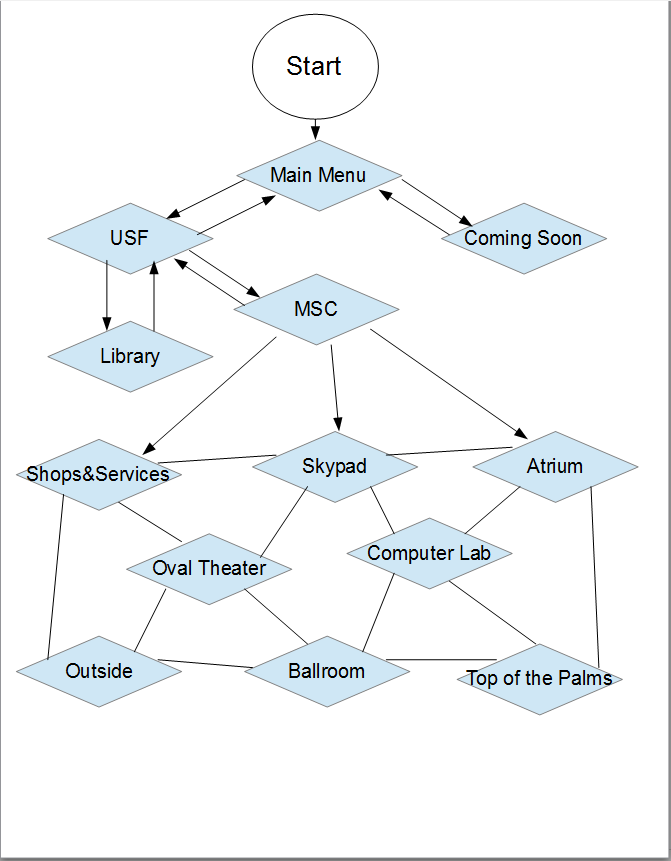 Start
Main Menu
USF
Coming Soon
MSC
Library
Shops&Services
Skypad
Atrium
Oval Theater
Computer Lab
Outside
Ballroom
Top of the Palms